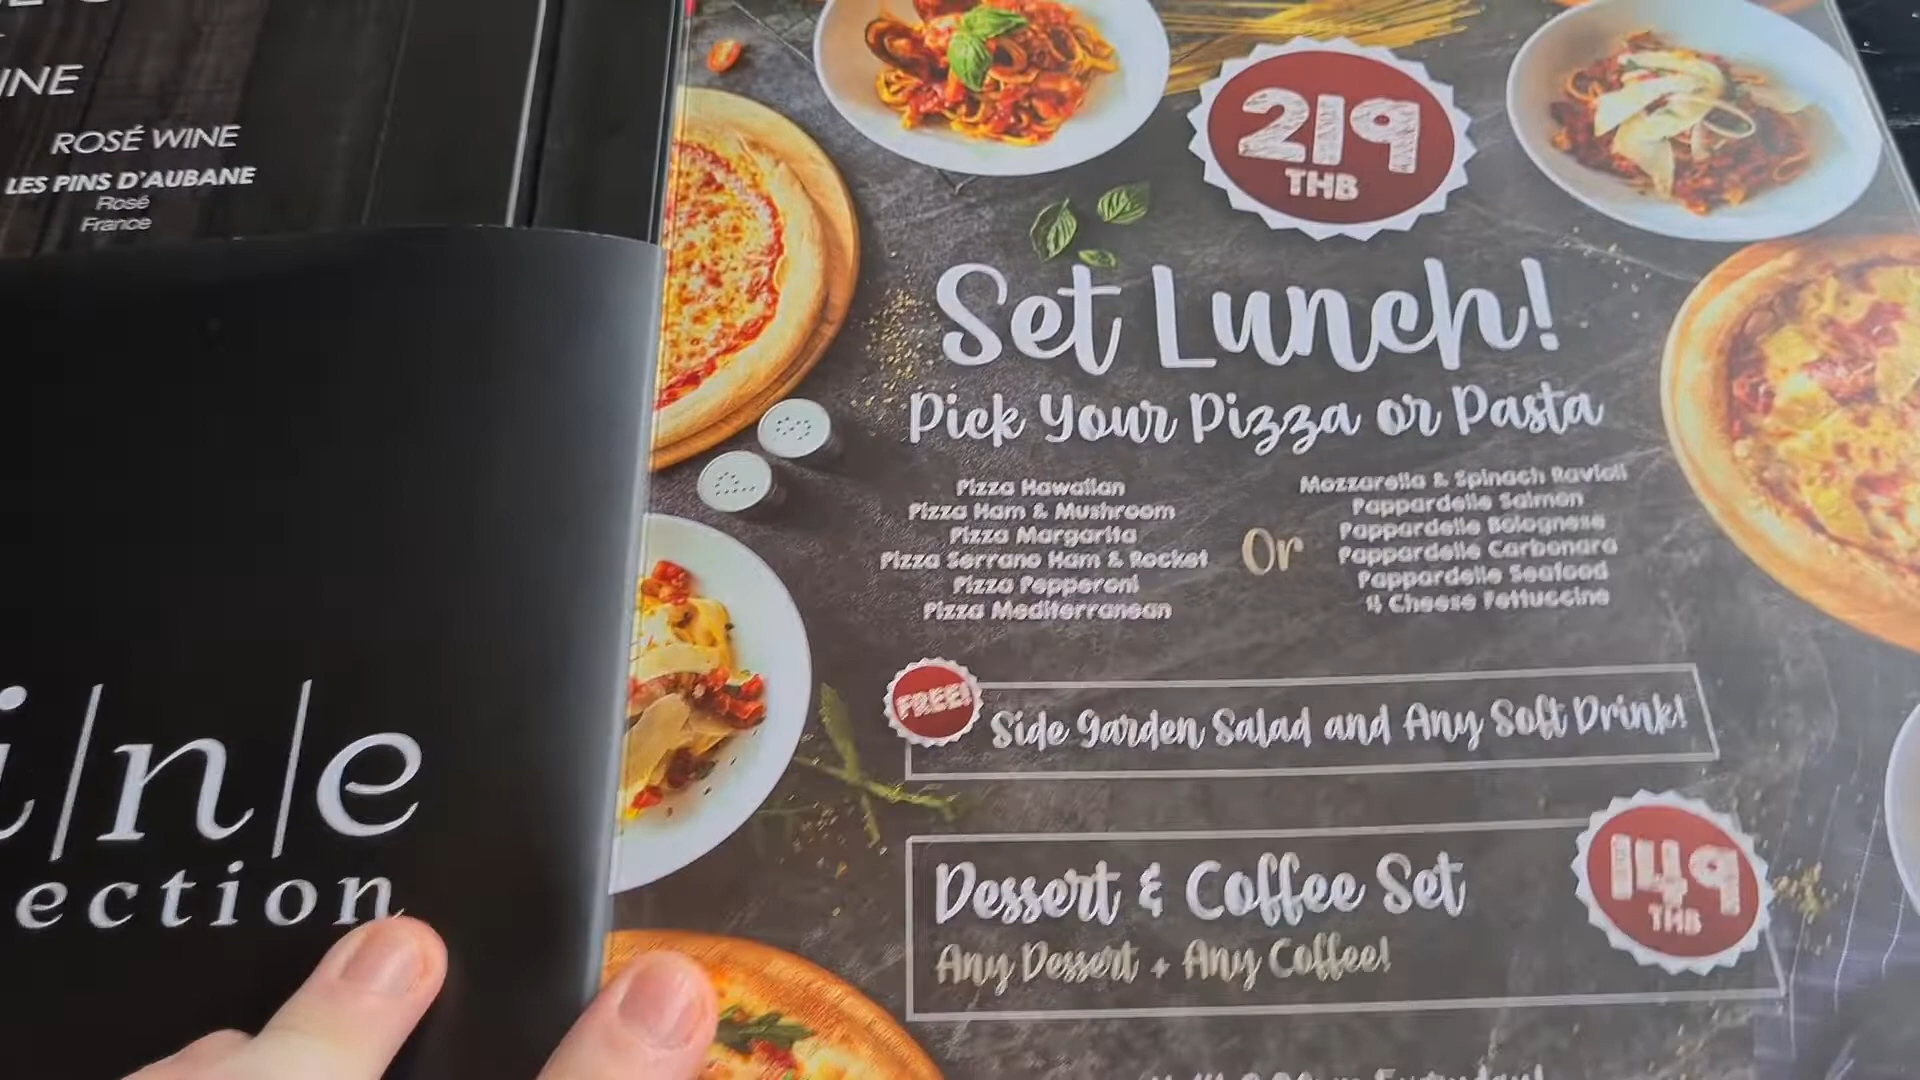 INE
ROSÉ WINE
LES PINS D'AUBANE
Rosé
France
i/n/e
ection
219
THB
Set Lunch!
Pick Your Pizza or Pasta
Pizza Hawaiian
Pizza Ham & Mushroom
Pizza Margarita
Pizza Serrano Ham & Rocket
Pizza Pepperoni
Pizza Mediterranean
Or
Mozzarella & Spinach Ravioli
Pappardelle Salmon
Pappardelle Bolognese
Pappardelle Carbonara
Pappardelle Seafood
4 Cheese Fettuccine
FREE!
Side Garden Salad and Any Soft Drink!
Dessert & Coffee Set
Any Dessert + Any Coffee!
149
THB